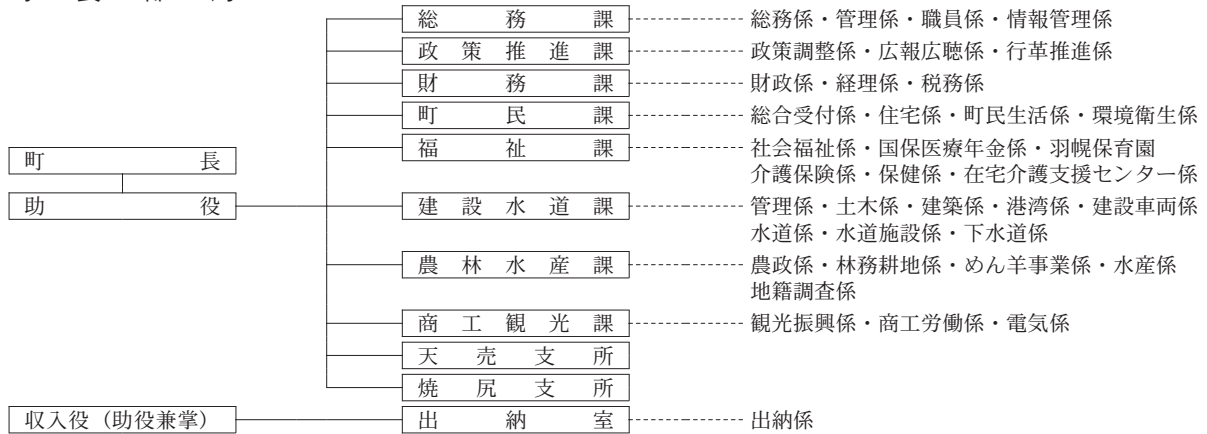 総務課 総務係・管理係・職員係・情報管理係
政策推進課 政策調整係・広報広聴係・行革推進係
財務課 財政係・経理係・税務係
町民課 総合受付係・住宅係・町民生活係・環境衛生係
福祉課 社会福祉係・国保医療年金係・羽幌保育園
介護保険係・保健係・在宅介護支援センター係
町長
助役
建設水道課 管理係・土木係・建築係・港湾係・建設車両係
水道係・水道施設係・下水道係
農林水産課 農政係・林務耕地係・めん羊事業係・水産係
地籍調査係
商工観光課 観光振興係・商工労働係・電気係
天売支所
焼尻支所
収入役（助役兼掌） 出納室 出納係